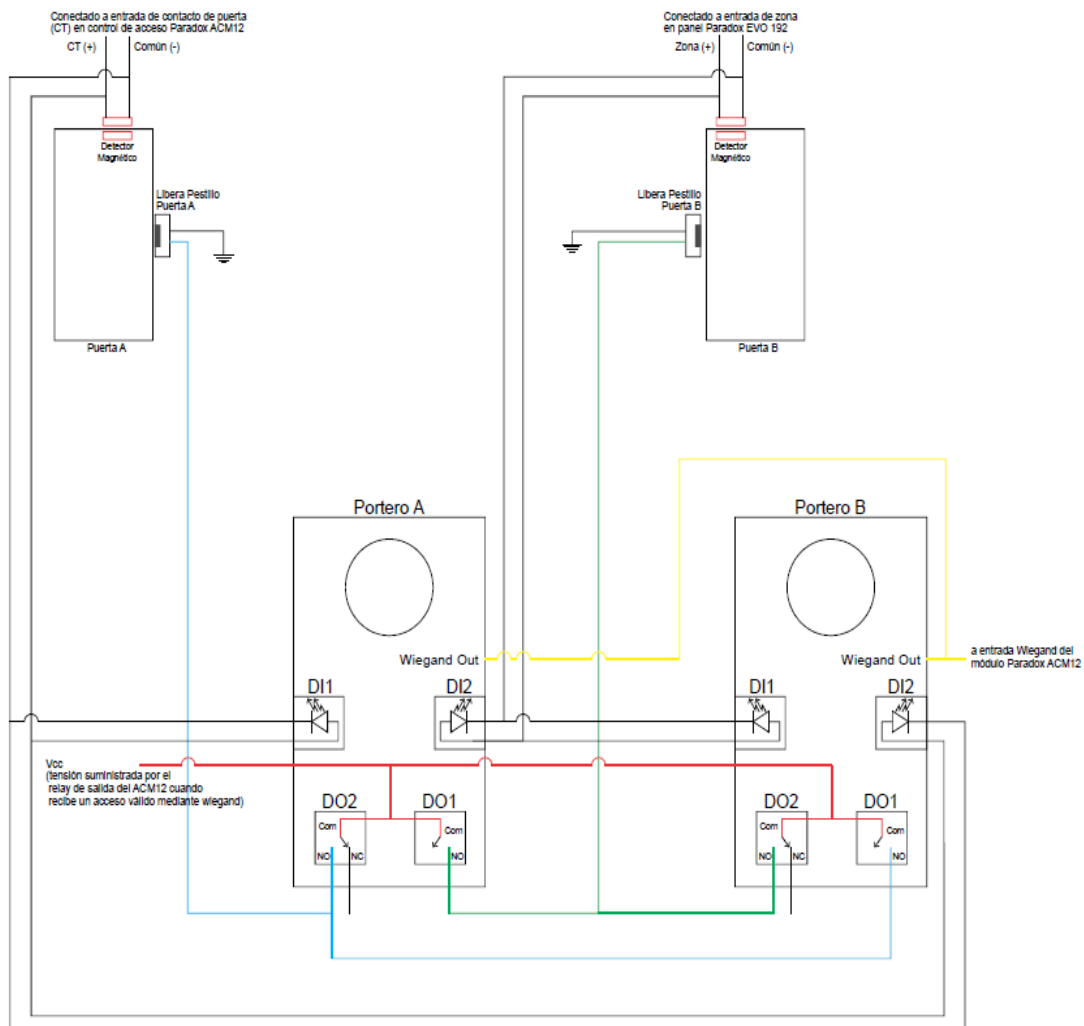 Conectado a entrada de contacto de puerta
(CT) en control de acceso Paradox ACM12
CT (+)
Común (-)
Conectado a entrada de zona
en panel Paradox EVO 192
Zona (+)
Común (-)
Detector
Magnético
Libera Pestillo
Puerta A
Puerta A
Detector
Magnético
Libera Pestillo
Puerta B
Puerta B
Portero A
Wiegand Out
DI1
DI2
Portero B
Wiegand Out
DI1
DI2
a entrada Wiegand del
módulo Paradox ACM12
Vcc
(tensión suministrada por el
relay de salida del ACM12 cuando
recibe un acceso válido mediante wiegand)
DO2
Com
NO
NC
DO1
Com
NO
DO2
Com
NO
NC
DO1
Com
NO